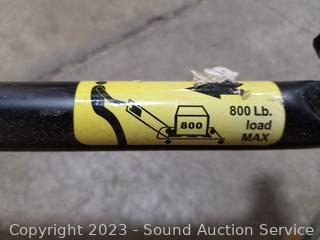 800
800 Lb.
load
MAX
Copyright 2023 - Sound Auction Service